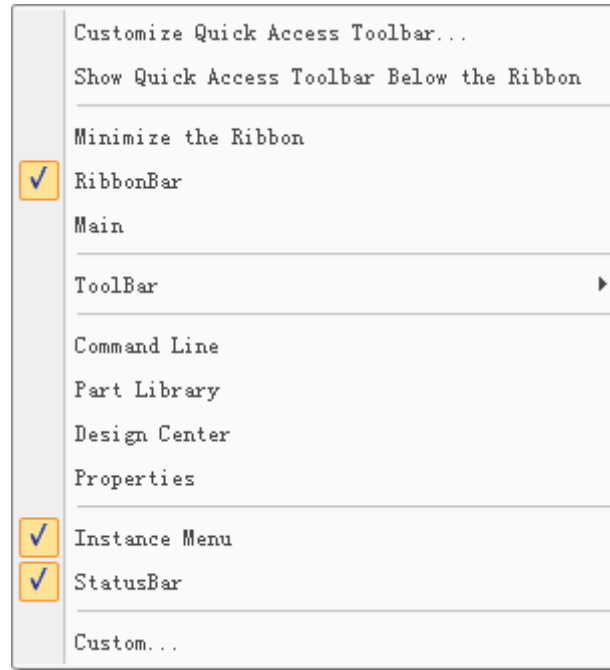 Customize Quick Access Toolbar...
Show Quick Access Toolbar Below the Ribbon
Minimize the Ribbon
RibbonBar
Main
ToolBar
Command Line
Part Library
Design Center
Properties
Instance Menu
StatusBar
Custom...